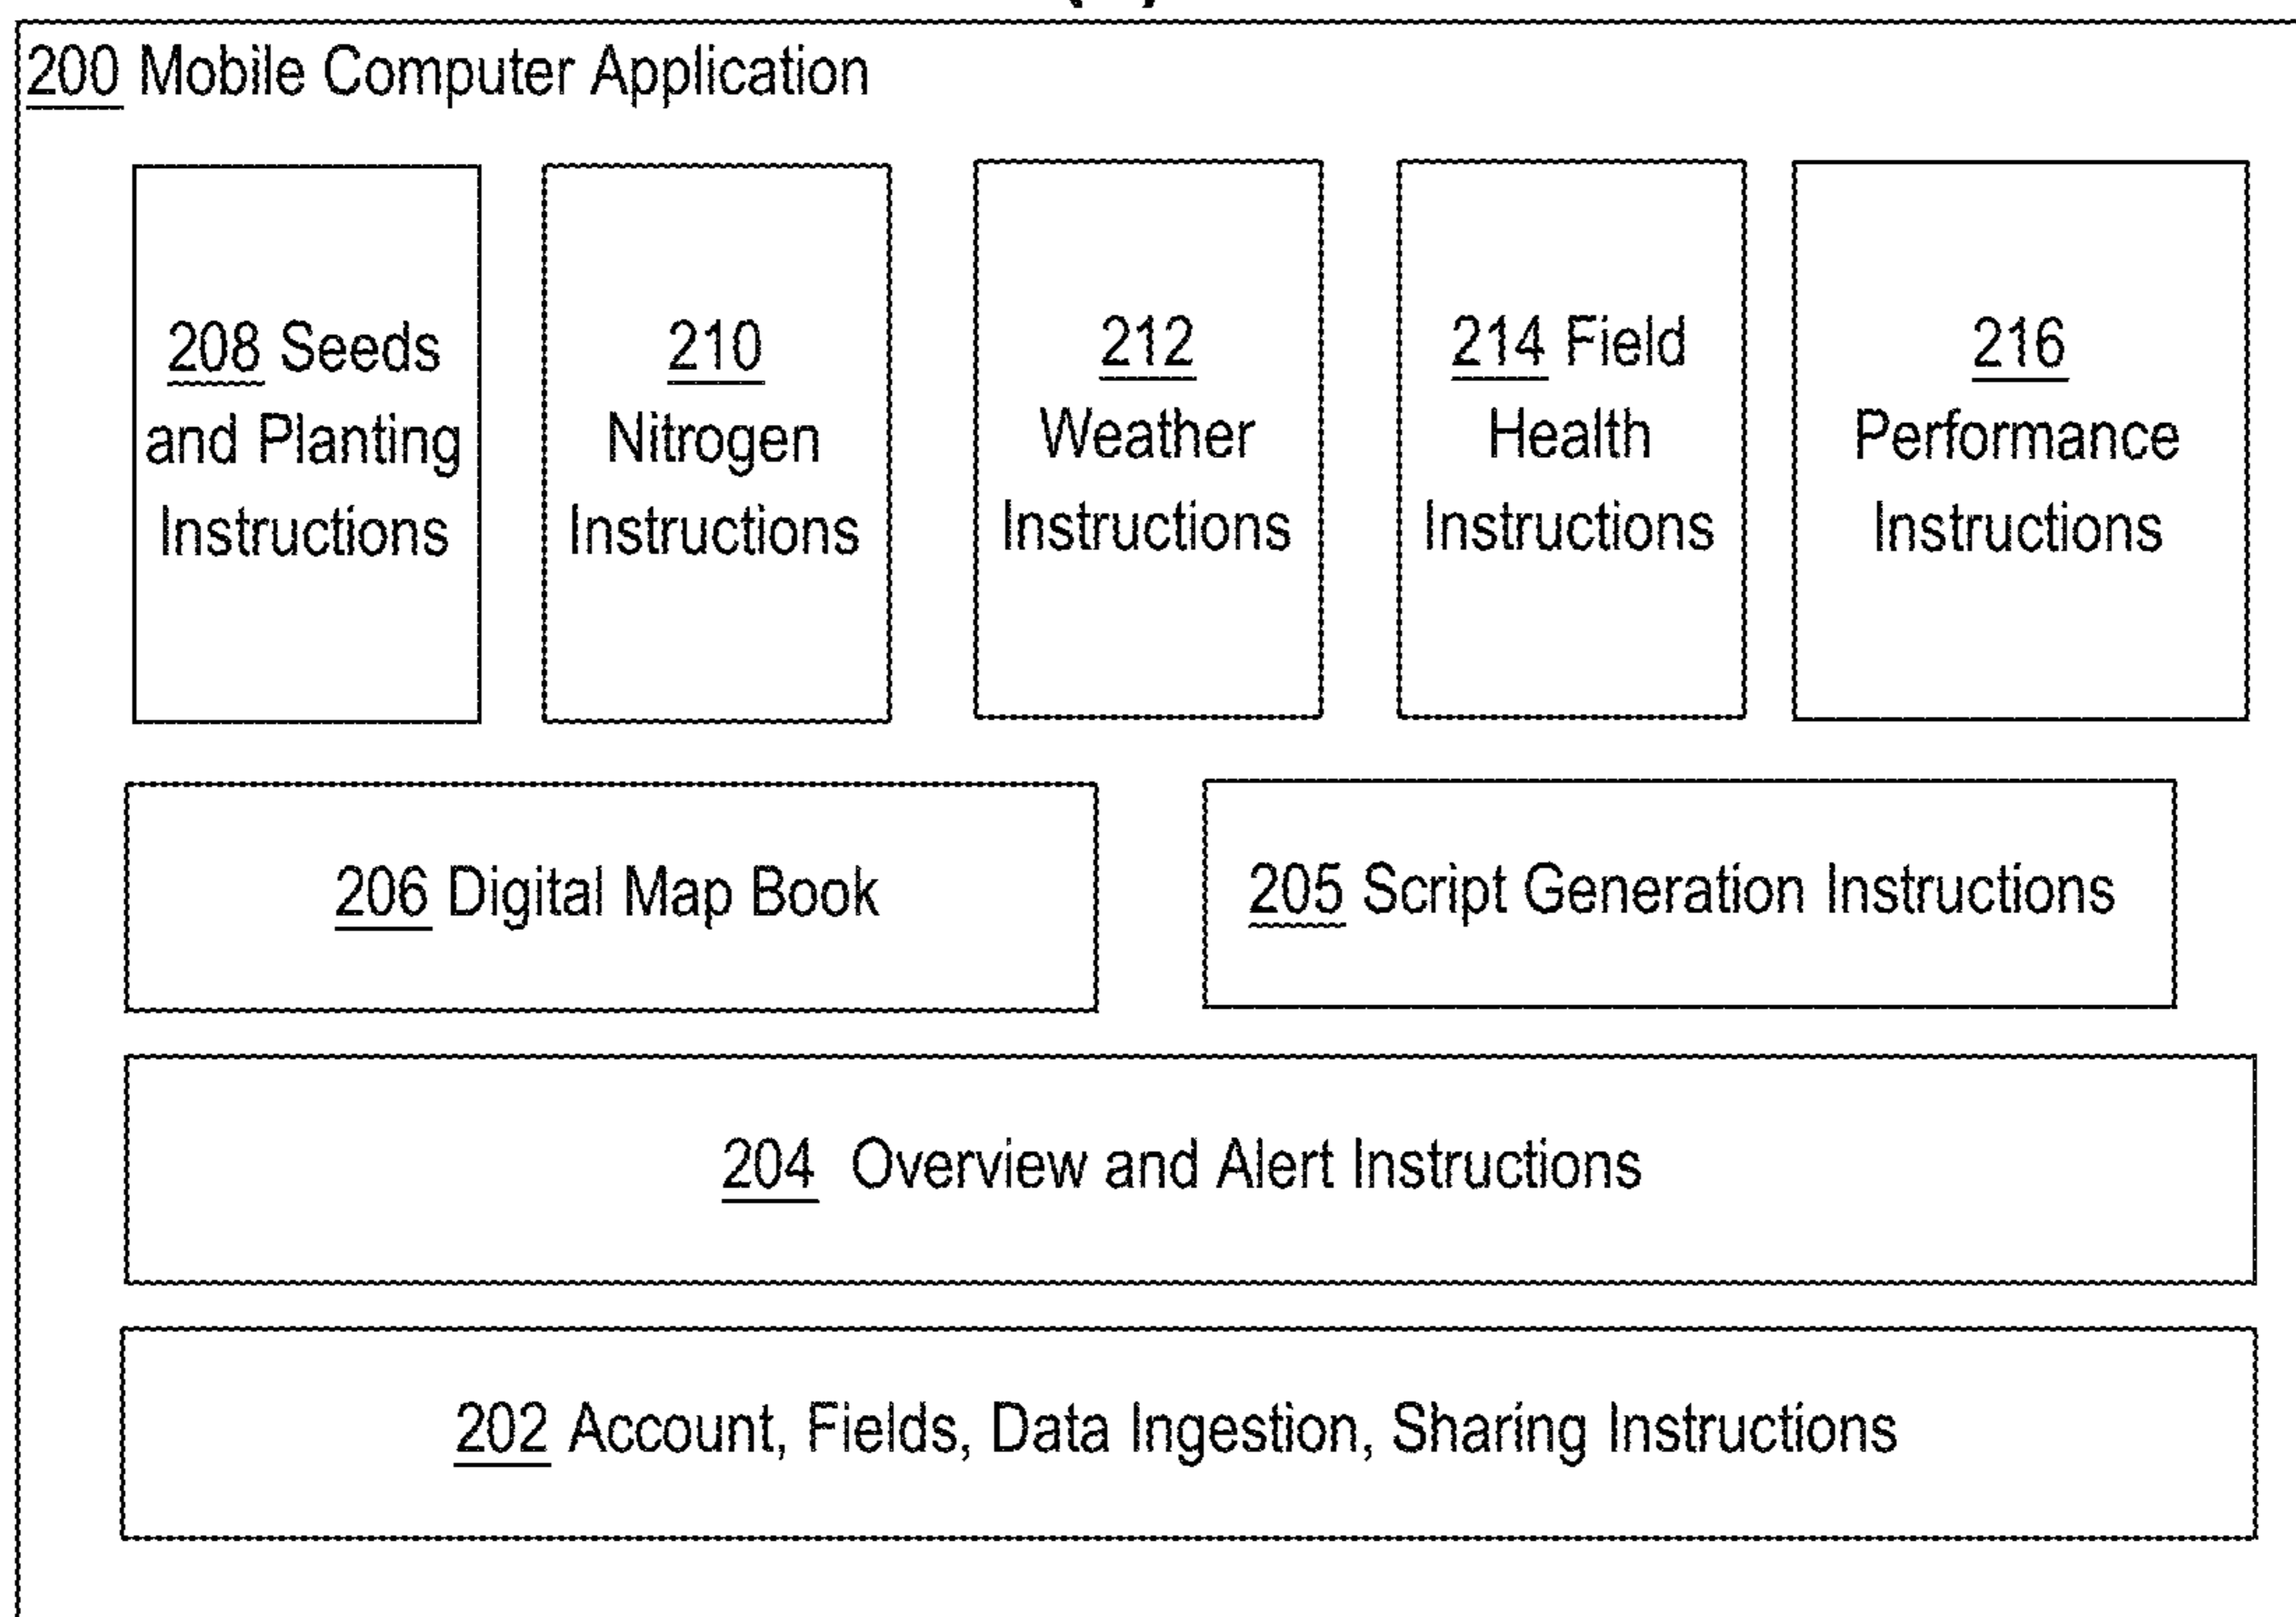 200 Mobile Computer Application
208 Seeds
and Planting
Instructions
210
Nitrogen
Instructions
212
Weather
Instructions
214 Field
Health
Instructions
216
Performance
Instructions
206 Digital Map Book
205 Script Generation Instructions
204 Overview and Alert Instructions
202 Account, Fields, Data Ingestion, Sharing Instructions